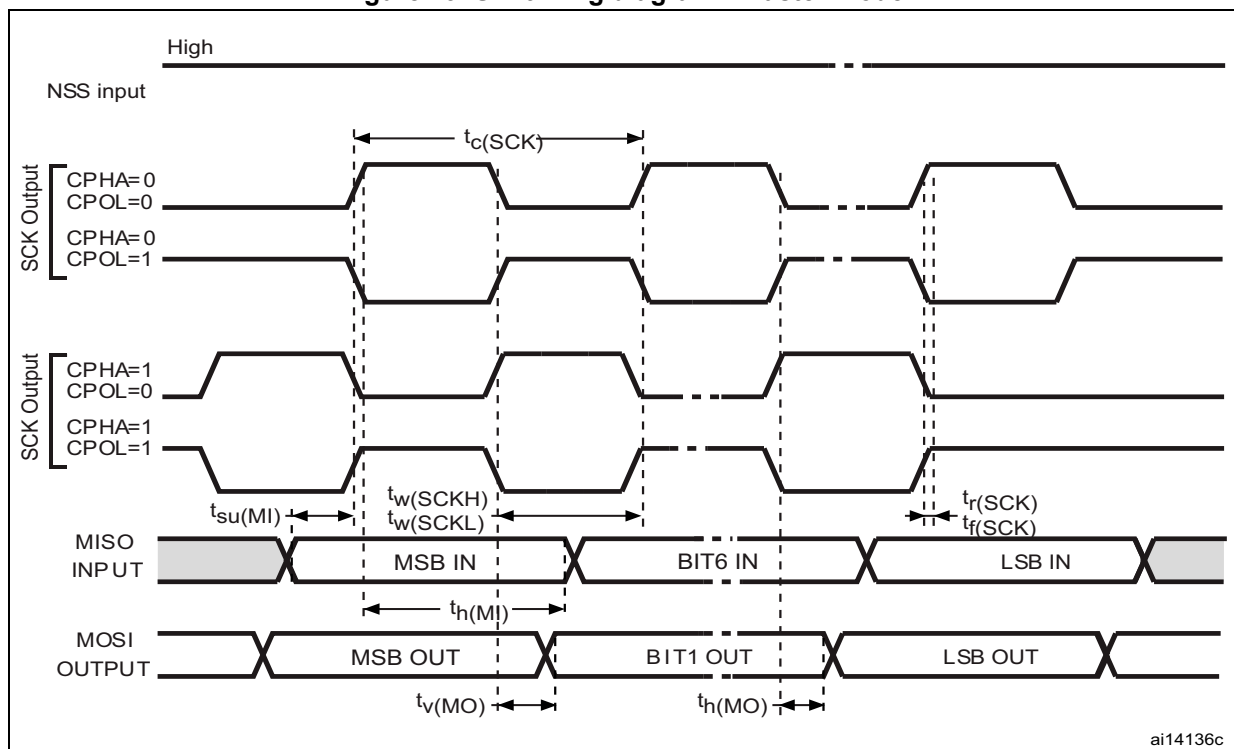 High
NSS input
tc(SCK)
SCK Output
CPHA=0
CPOL=0
CPHA=0
CPOL=1
SCK Output
CPHA=1
CPOL=0
CPHA=1
CPOL=1
tsu(MI)
tw(SCKH)
tw(SCKL)
tr(SCK)
tf(SCK)
MISO
INPUT
MSB IN
BIT6 IN
LSB IN
th(MI)
MOSI
OUTPUT
MSB OUT
BIT1 OUT
LSB OUT
tv(MO)
th(MO)
ai14136c